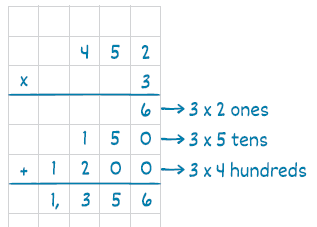 4 5 2
x 3
6 → 3 x 2 ones
1 5 0 → 3 x 5 tens
+ 1 2 0 0 → 3 x 4 hundreds
1, 3 5 6